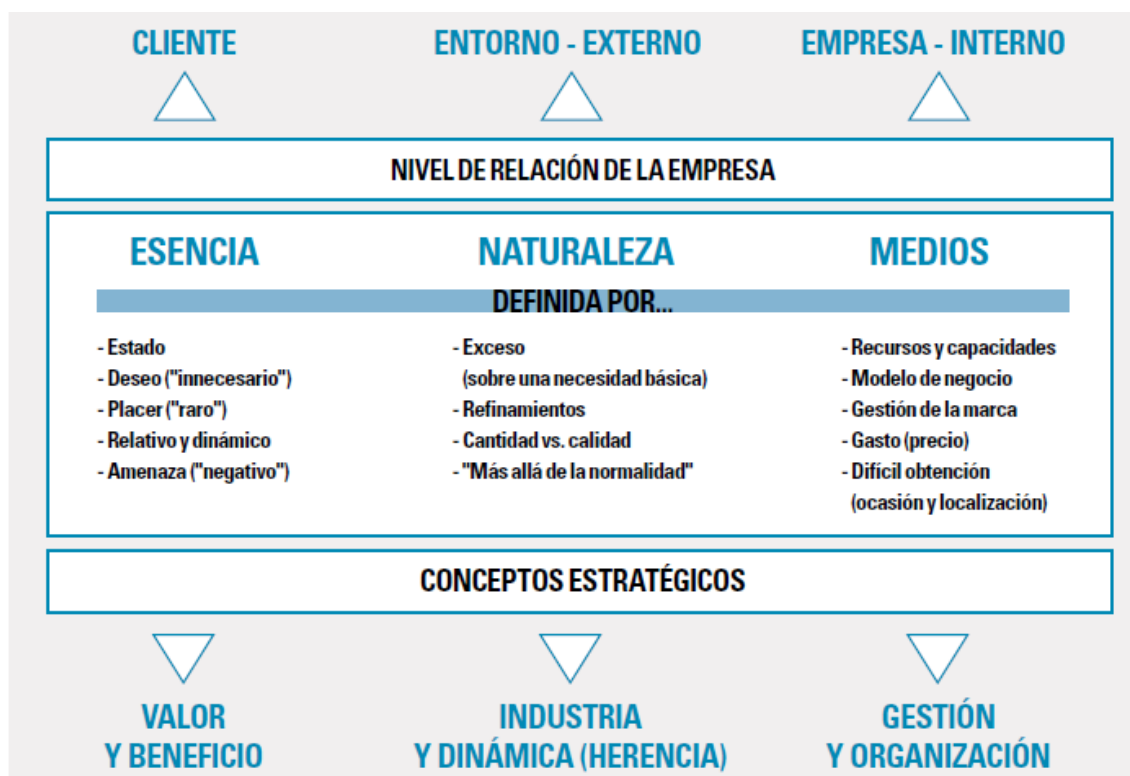 CLIENTE
ENTORNO - EXTERNO
EMPRESA - INTERNO
NIVEL DE RELACIÓN DE LA EMPRESA
ESENCIA
NATURALEZA
MEDIOS
DEFINIDA POR...
- Estado
- Deseo ("innecesario")
- Placer ("raro")
- Relativo y dinámico
- Amenaza ("negativo")
- Exceso
(sobre una necesidad básica)
- Refinamientos
- Cantidad vs. calidad
- "Más allá de la normalidad"
- Recursos y capacidades
- Modelo de negocio
- Gestión de la marca
- Gasto (precio)
- Difícil obtención
(ocasión y localización)
CONCEPTOS ESTRATÉGICOS
VALOR
Y BENEFICIO
INDUSTRIA
Y DINÁMICA (HERENCIA)
GESTIÓN
Y ORGANIZACIÓN